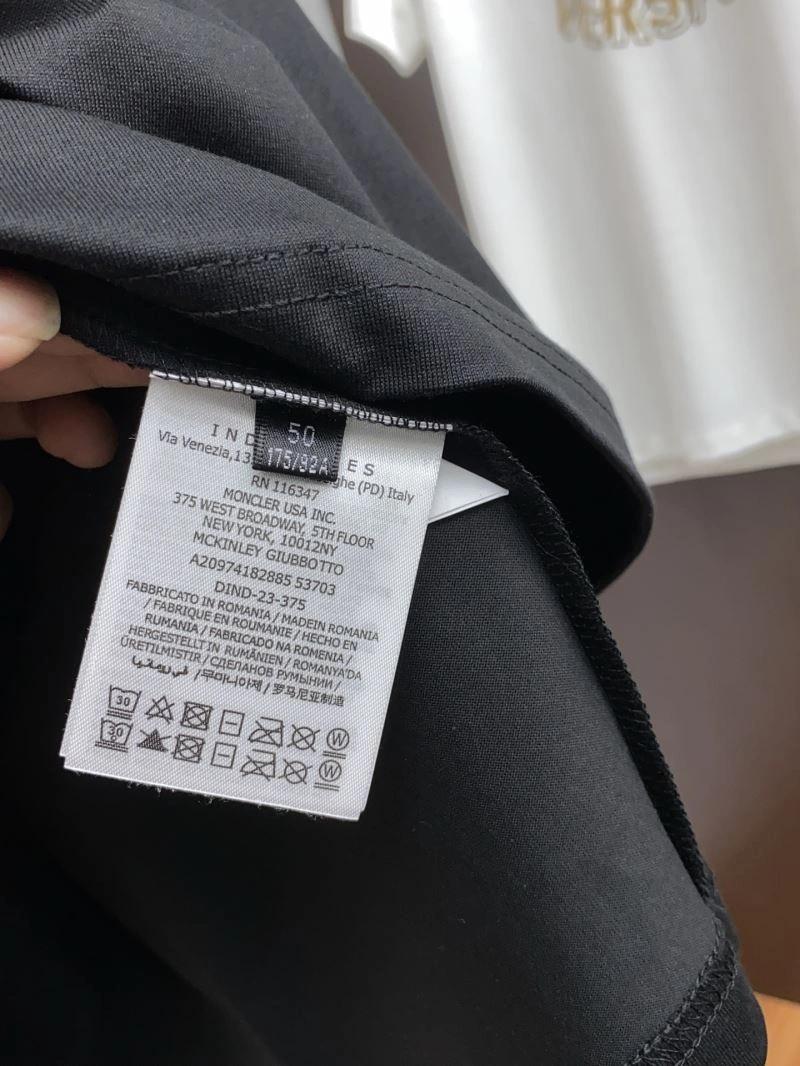 50
175/92A
IND ES
Via Venezia,13 ghe (PD) Italy
RN 116347
MONCLER USA INC.
375 WEST BROADWAY, 5TH FLOOR
NEW YORK, 10012NY
MCKINLEY GIUBBOTTO
A20974182885 53703
DIND-23-375
FABBRICATO IN ROMANIA / MADEIN ROMANIA
/ FABRIQUE EN ROUMANIE / HECHO EN
RUMANIA / FABRICADO NA ROMENIA /
HERGESTELLT IN RUMÄNIEN / ROMANYA'DA
ÜRETILMISTIR / СДЕЛАНОВ РУМЫНИИ /
/ 罗马尼亚制造
30
W
30
W